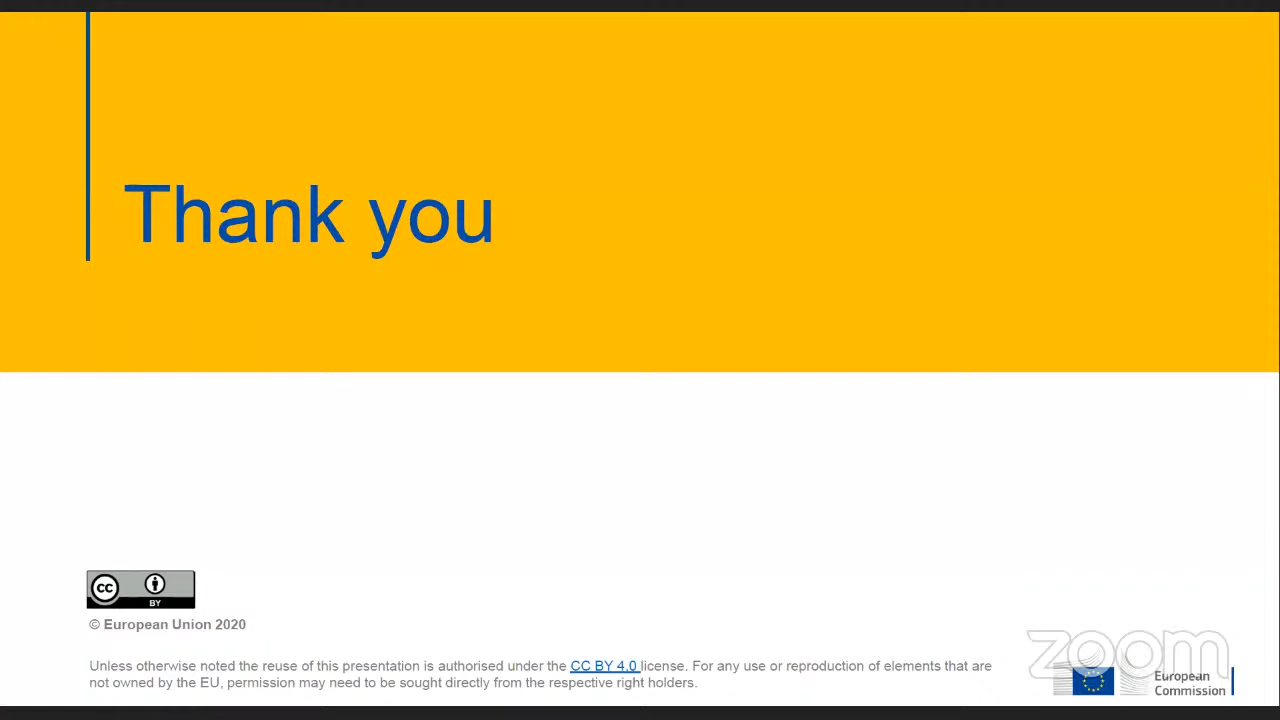 Thank you
cc
BY
© European Union 2020
Unless otherwise noted the reuse of this presentation is authorised under the CC BY 4.0 license. For any use or reproduction of elements that are
not owned by the EU, permission may need to be sought directly from the respective right holders.
zoom
European
Commission